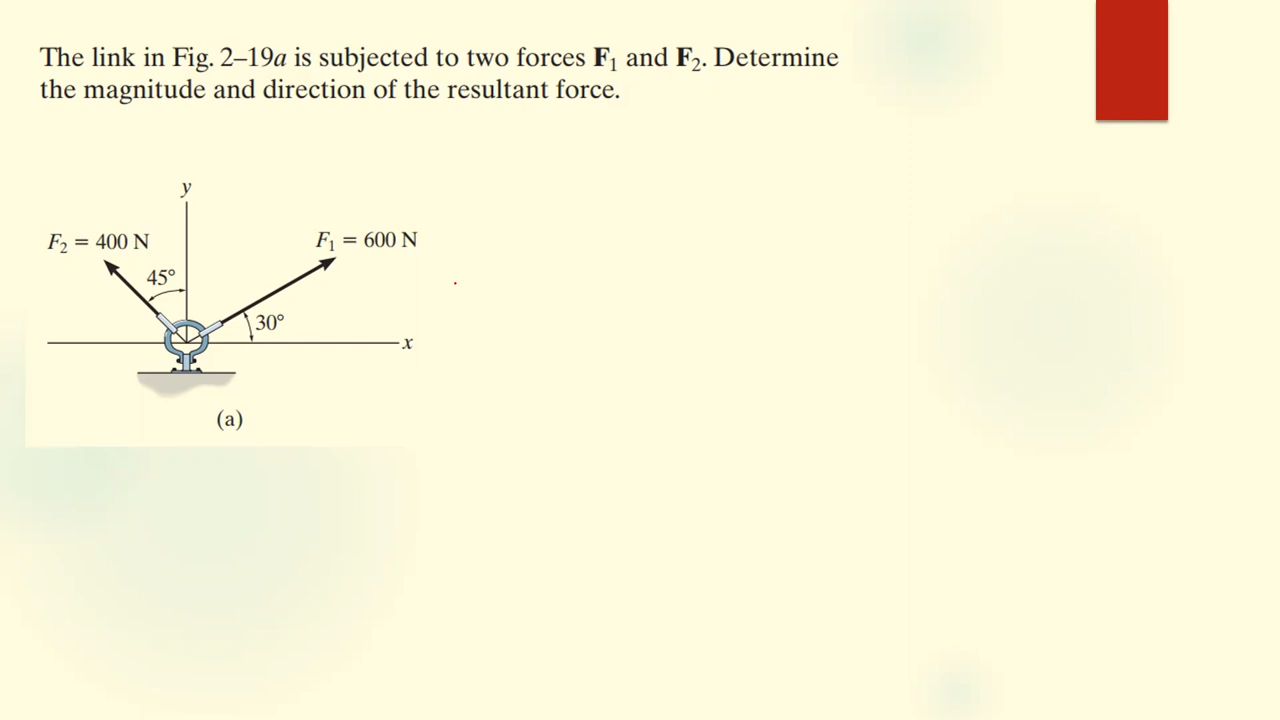 The link in Fig. 2–19a is subjected to two forces F₁ and F₂. Determine
the magnitude and direction of the resultant force.
y
F₂ = 400 N
F₁ = 600 N
45°
30°
x
(a)